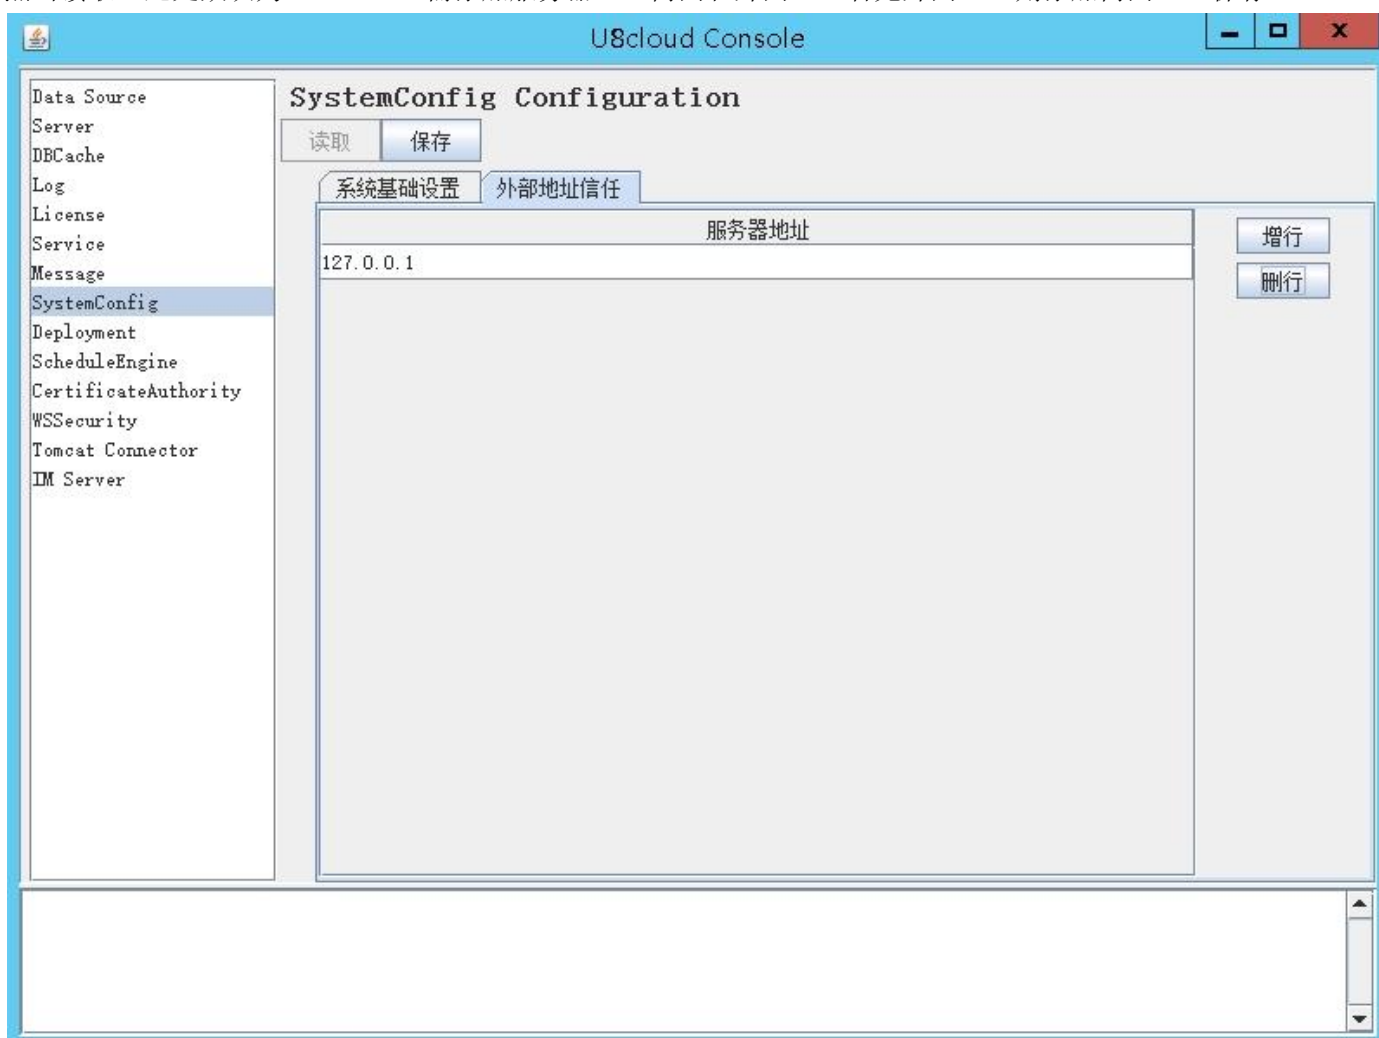 U8cloud Console
Data Source
Server
DBCache
Log
License
Service
Message
SystemConfig
Deployment
ScheduleEngine
CertificateAuthority
WSSecurity
Tomcat Connector
IM Server
SystemConfig Configuration
读取 保存
系统基础设置 外部地址信任
服务器地址
127.0.0.1
增行
删行